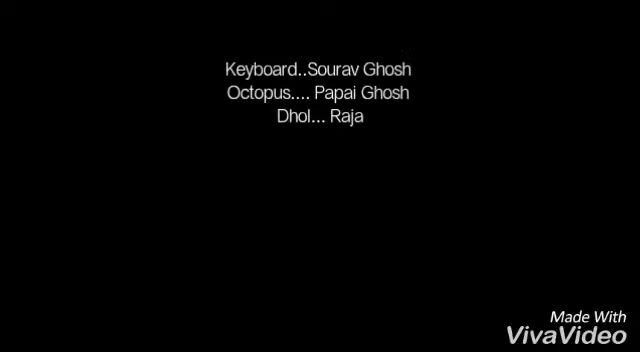 Keyboard..Sourav Ghosh
Octopus.... Papai Ghosh
Dhol... Raja
Made With
VivaVideo